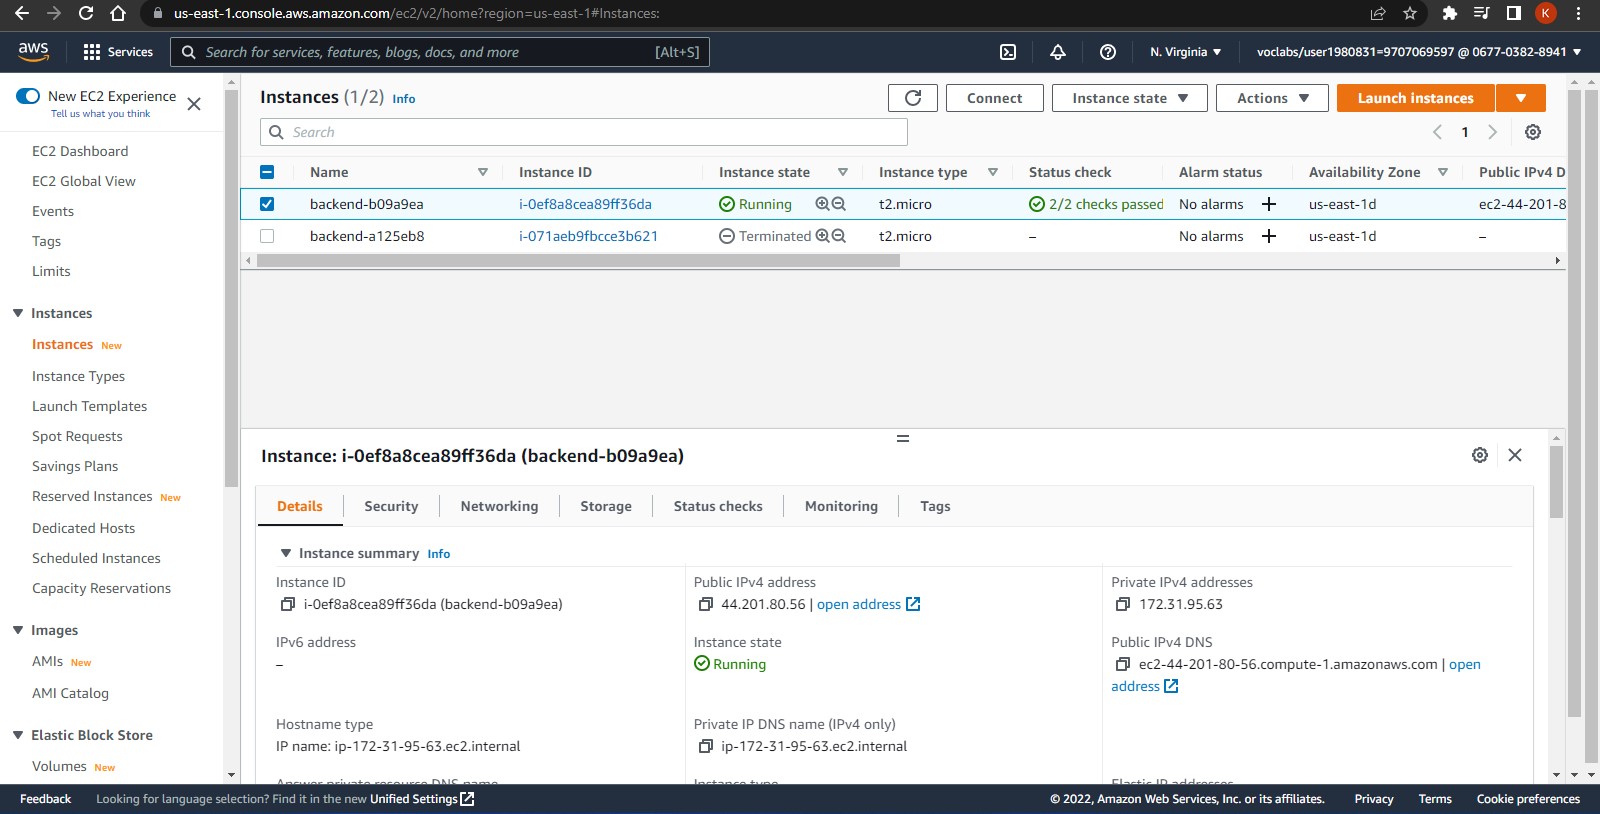 us-east-1.console.aws.amazon.com/ec2/v2/home?region=us-east-1#Instances:
K
aws
Services
Search for services, features, blogs, docs, and more
[Alt+S]
N. Virginia
voclabs/user1980831=9707069597 @ 0677-0382-8941
New EC2 Experience
Tell us what you think
EC2 Dashboard
EC2 Global View
Events
Tags
Limits
Instances
Instances New
Instance Types
Launch Templates
Spot Requests
Savings Plans
Reserved Instances New
Dedicated Hosts
Scheduled Instances
Capacity Reservations
Images
AMIs New
AMI Catalog
Elastic Block Store
Volumes New
Instances (1/2) Info
Connect
Instance state
Actions
Launch instances
Search
1
Name Instance ID Instance state Instance type Status check Alarm status Availability Zone Public IPv4 D
backend-b09a9ea i-0ef8a8cea89ff36da Running t2.micro 2/2 checks passed No alarms + us-east-1d ec2-44-201-8
backend-a125eb8 i-071aeb9fbcce3b621 Terminated t2.micro – No alarms + us-east-1d –
Instance: i-0ef8a8cea89ff36da (backend-b09a9ea)
Details Security Networking Storage Status checks Monitoring Tags
Instance summary Info
Instance ID
i-0ef8a8cea89ff36da (backend-b09a9ea)
Public IPv4 address
44.201.80.56 | open address
Private IPv4 addresses
172.31.95.63
IPv6 address
–
Instance state
Running
Public IPv4 DNS
ec2-44-201-80-56.compute-1.amazonaws.com | open
address
Hostname type
IP name: ip-172-31-95-63.ec2.internal
Private IP DNS name (IPv4 only)
ip-172-31-95-63.ec2.internal
Answer private resource DNS name
Instance type
Elastic IP addresses
Feedback
Looking for language selection? Find it in the new Unified Settings
© 2022, Amazon Web Services, Inc. or its affiliates.
Privacy
Terms
Cookie preferences